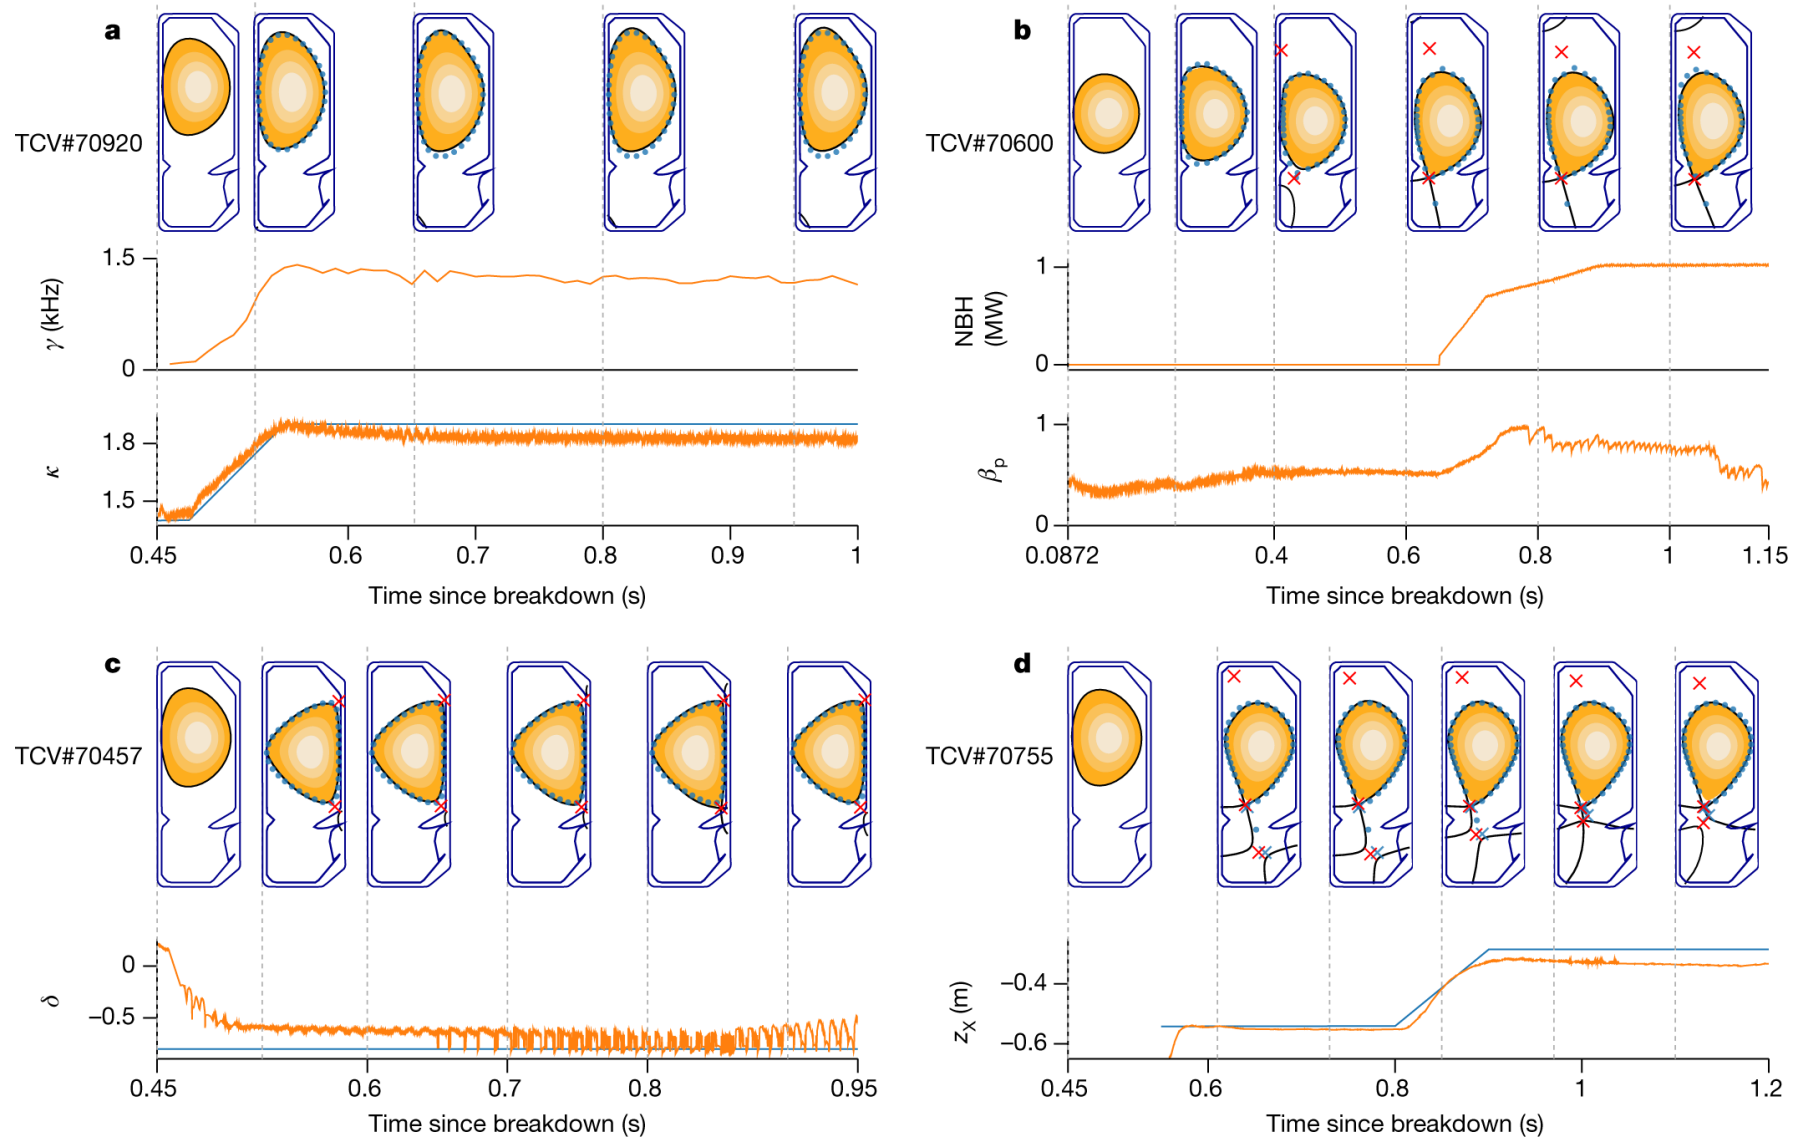 a
TCV#70920
1.5
0
γ (kHz)
1.8
1.5
κ
0.45 0.6 0.7 0.8 0.9 1
Time since breakdown (s)
b
TCV#70600
1
0
NBH
(MW)
1
0
βp
0.0872 0.4 0.6 0.8 1 1.15
Time since breakdown (s)
c
TCV#70457
0
−0.5
δ
0.45 0.6 0.7 0.8 0.95
Time since breakdown (s)
d
TCV#70755
−0.4
−0.6
zX (m)
0.45 0.6 0.8 1 1.2
Time since breakdown (s)